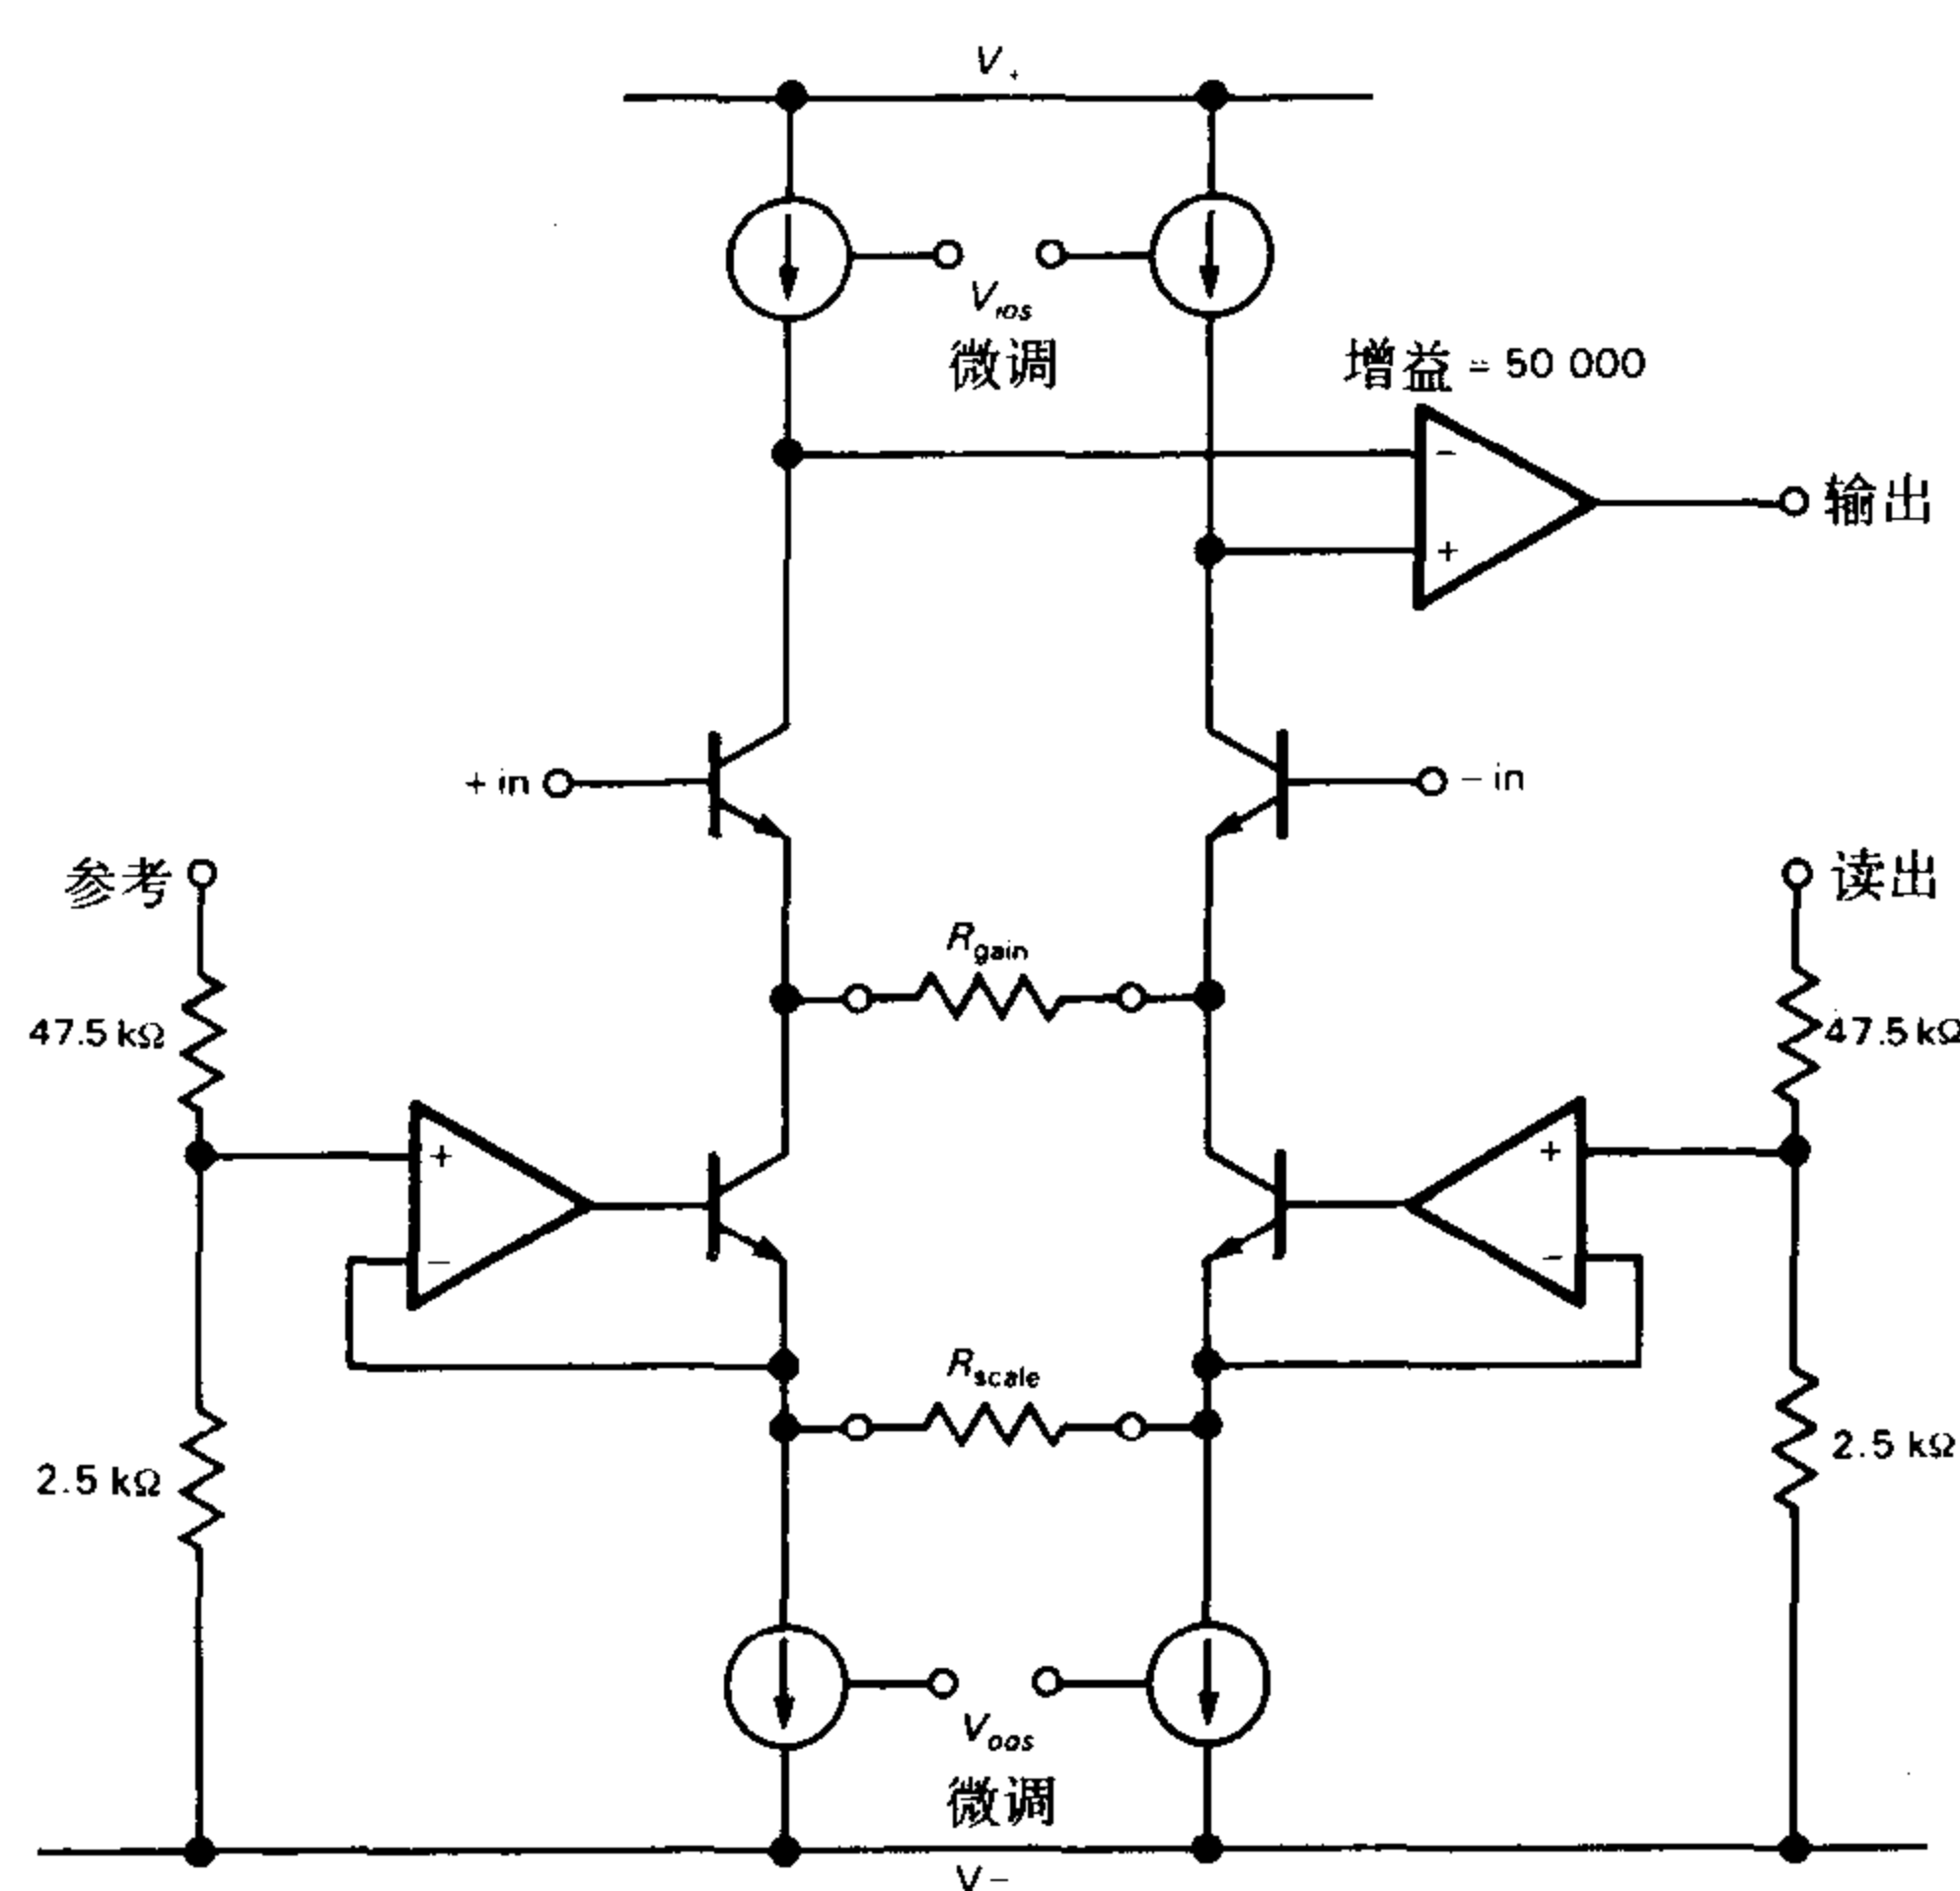 V+
Vios
微调
增益 = 50 000
−
+
输出
+ in
− in
参考
读出
Rgain
47.5 kΩ
47.5 kΩ
+
−
+
−
Rscale
2.5 kΩ
2.5 kΩ
Voos
微调
V−